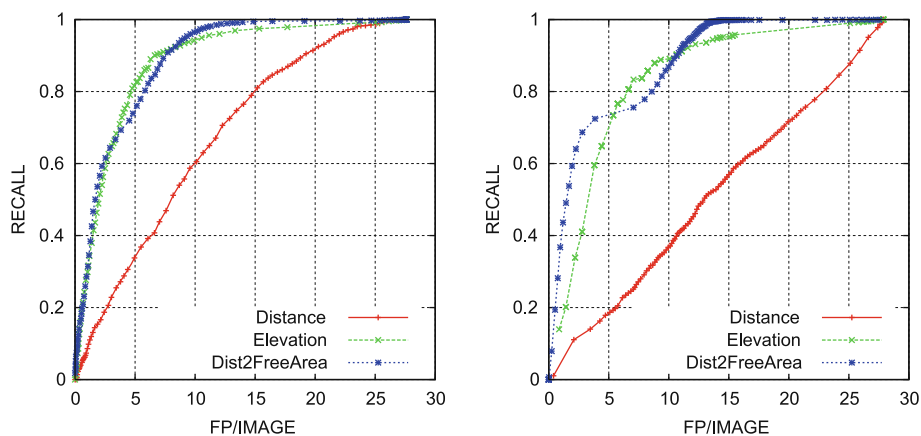 1
0.8
0.6
0.4
0.2
0
RECALL
0 5 10 15 20 25 30
FP/IMAGE
Distance
Elevation
Dist2FreeArea
1
0.8
0.6
0.4
0.2
0
RECALL
0 5 10 15 20 25 30
FP/IMAGE
Distance
Elevation
Dist2FreeArea